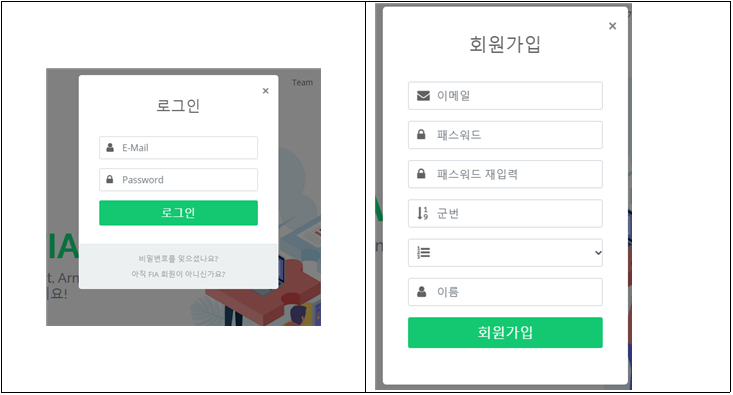 Team
×
로그인
E-Mail
Password
로그인
비밀번호를 잊으셨나요?
아직 FIA 회원이 아니신가요?
IA
t. Arm
요!
×
회원가입
이메일
패스워드
패스워드 재입력
군번
이름
회원가입